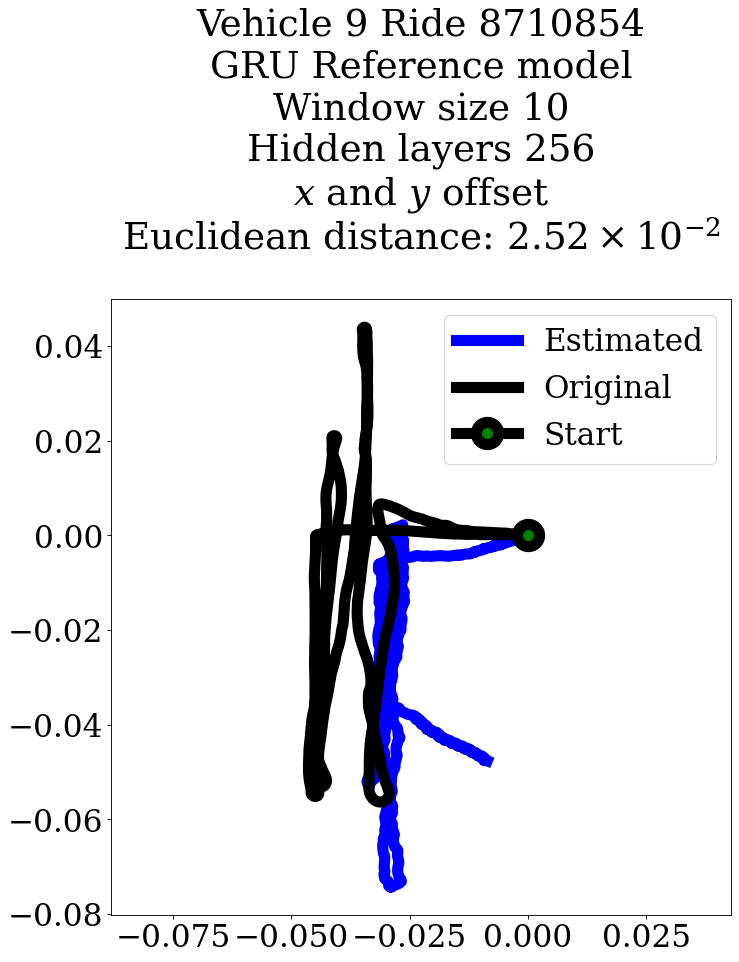 Vehicle 9 Ride 8710854
GRU Reference model
Window size 10
Hidden layers 256
x and y offset
Euclidean distance: 2.52 × 10⁻²
Estimated
Original
Start
0.04
0.02
0.00
−0.02
−0.04
−0.06
−0.08
−0.075 −0.050 −0.025 0.000 0.025